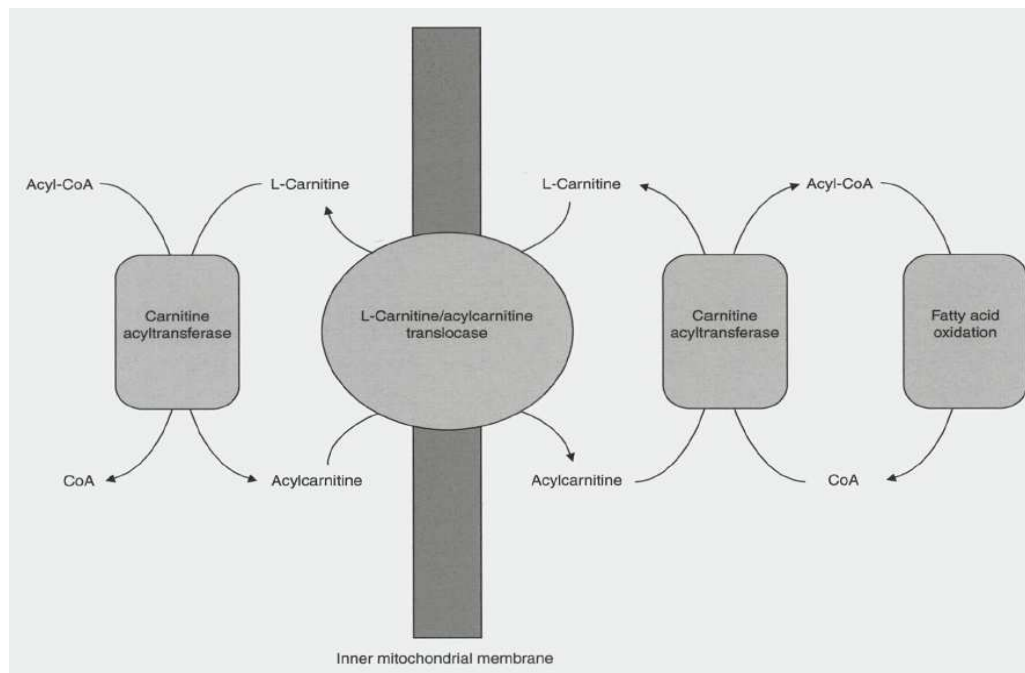 Acyl-CoA
L-Carnitine
L-Carnitine
Acyl-CoA
Carnitine
acyltransferase
L-Carnitine/acylcarnitine
translocase
Carnitine
acyltransferase
Fatty acid
oxidation
CoA
Acylcarnitine
Acylcarnitine
CoA
Inner mitochondrial membrane